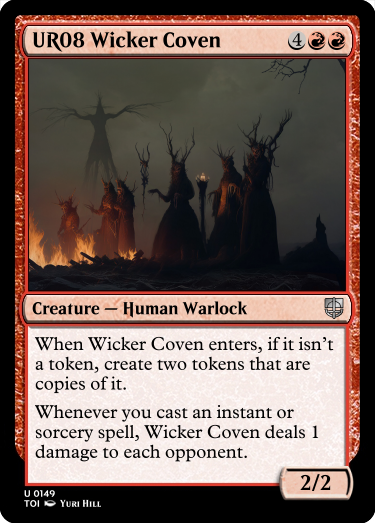 UR08 Wicker Coven 4
Creature — Human Warlock
When Wicker Coven enters, if it isn't
a token, create two tokens that are
copies of it.
Whenever you cast an instant or
sorcery spell, Wicker Coven deals 1
damage to each opponent.
2/2
U 0149
TOI Yuri Hill